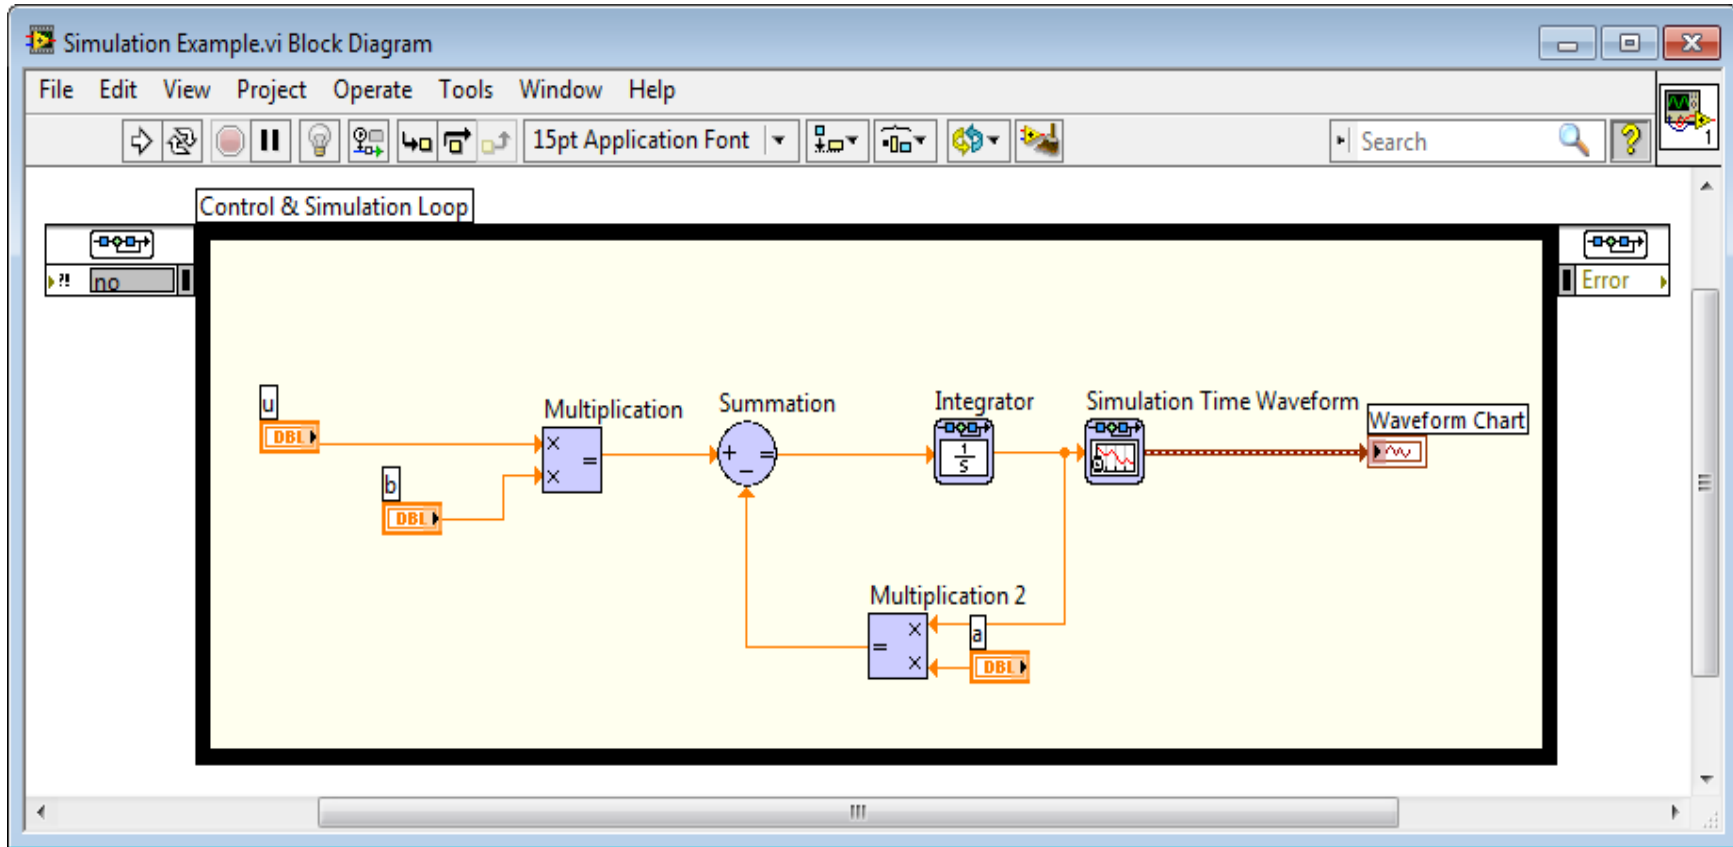 Simulation Example.vi Block Diagram
File Edit View Project Operate Tools Window Help
15pt Application Font
Search
1
Control & Simulation Loop
?! no
Error
u
DBL
b
DBL
Multiplication
×
×
=
Summation
+ =
−
Integrator
1
s
Simulation Time Waveform
Waveform Chart
Multiplication 2
×
=
×
a
DBL